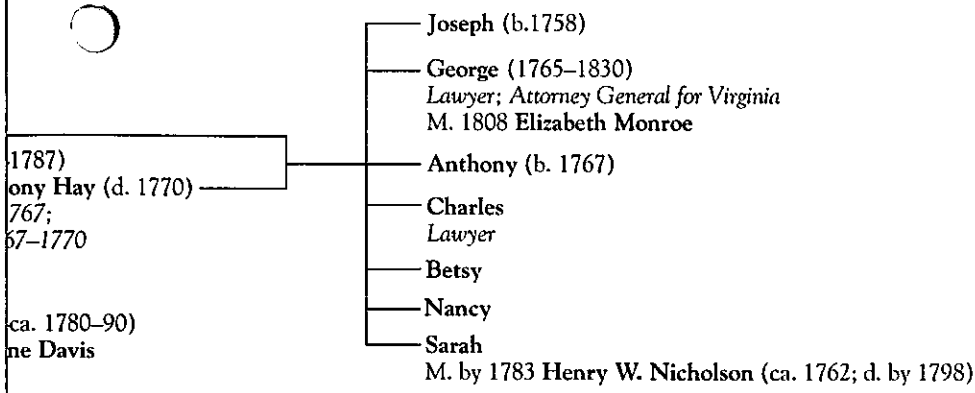 1787)
ony Hay (d. 1770)
767;
67–1770
ca. 1780–90)
ne Davis
Joseph (b.1758)
George (1765–1830)
Lawyer; Attorney General for Virginia
M. 1808 Elizabeth Monroe
Anthony (b. 1767)
Charles
Lawyer
Betsy
Nancy
Sarah
M. by 1783 Henry W. Nicholson (ca. 1762; d. by 1798)